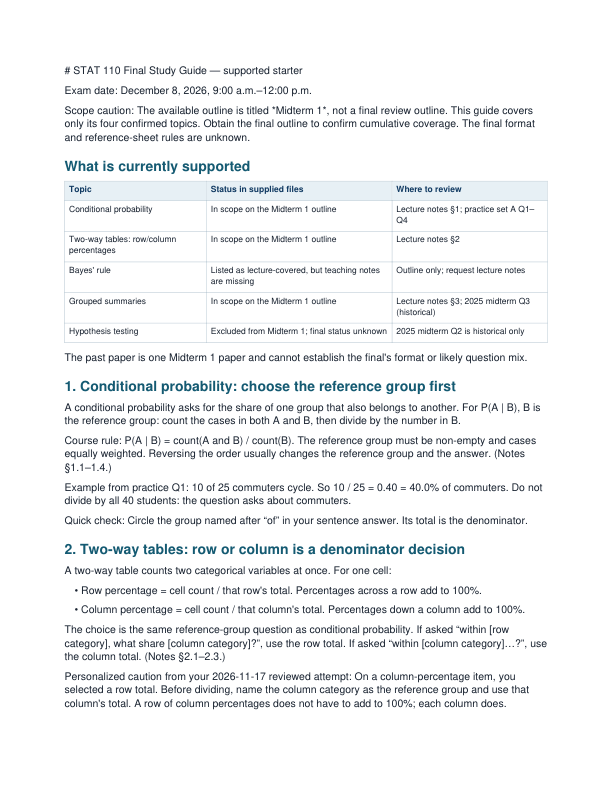 # STAT 110 Final Study Guide — supported starter
Exam date: December 8, 2026, 9:00 a.m.–12:00 p.m.
Scope caution: The available outline is titled *Midterm 1*, not a final review outline. This guide covers
only its four confirmed topics. Obtain the final outline to confirm cumulative coverage. The final format
and reference-sheet rules are unknown.
What is currently supported
Topic Status in supplied files Where to review
Conditional probability In scope on the Midterm 1 outline Lecture notes §1; practice set A Q1–
Q4
Two-way tables: row/column In scope on the Midterm 1 outline Lecture notes §2
percentages
Bayes' rule Listed as lecture-covered, but teaching notes Outline only; request lecture notes
are missing
Grouped summaries In scope on the Midterm 1 outline Lecture notes §3; 2025 midterm Q3
(historical)
Hypothesis testing Excluded from Midterm 1; final status unknown 2025 midterm Q2 is historical only
The past paper is one Midterm 1 paper and cannot establish the final's format or likely question mix.
1. Conditional probability: choose the reference group first
A conditional probability asks for the share of one group that also belongs to another. For P(A | B), B is
the reference group: count the cases in both A and B, then divide by the number in B.
Course rule: P(A | B) = count(A and B) / count(B). The reference group must be non-empty and cases
equally weighted. Reversing the order usually changes the reference group and the answer. (Notes
§1.1–1.4.)
Example from practice Q1: 10 of 25 commuters cycle. So 10 / 25 = 0.40 = 40.0% of commuters. Do not
divide by all 40 students: the question asks about commuters.
Quick check: Circle the group named after “of” in your sentence answer. Its total is the denominator.
2. Two-way tables: row or column is a denominator decision
A two-way table counts two categorical variables at once. For one cell:
• Row percentage = cell count / that row's total. Percentages across a row add to 100%.
• Column percentage = cell count / that column's total. Percentages down a column add to 100%.
The choice is the same reference-group question as conditional probability. If asked “within [row
category], what share [column category]?”, use the row total. If asked “within [column category]…?”, use
the column total. (Notes §2.1–2.3.)
Personalized caution from your 2026-11-17 reviewed attempt: On a column-percentage item, you
selected a row total. Before dividing, name the column category as the reference group and use that
column's total. A row of column percentages does not have to add to 100%; each column does.